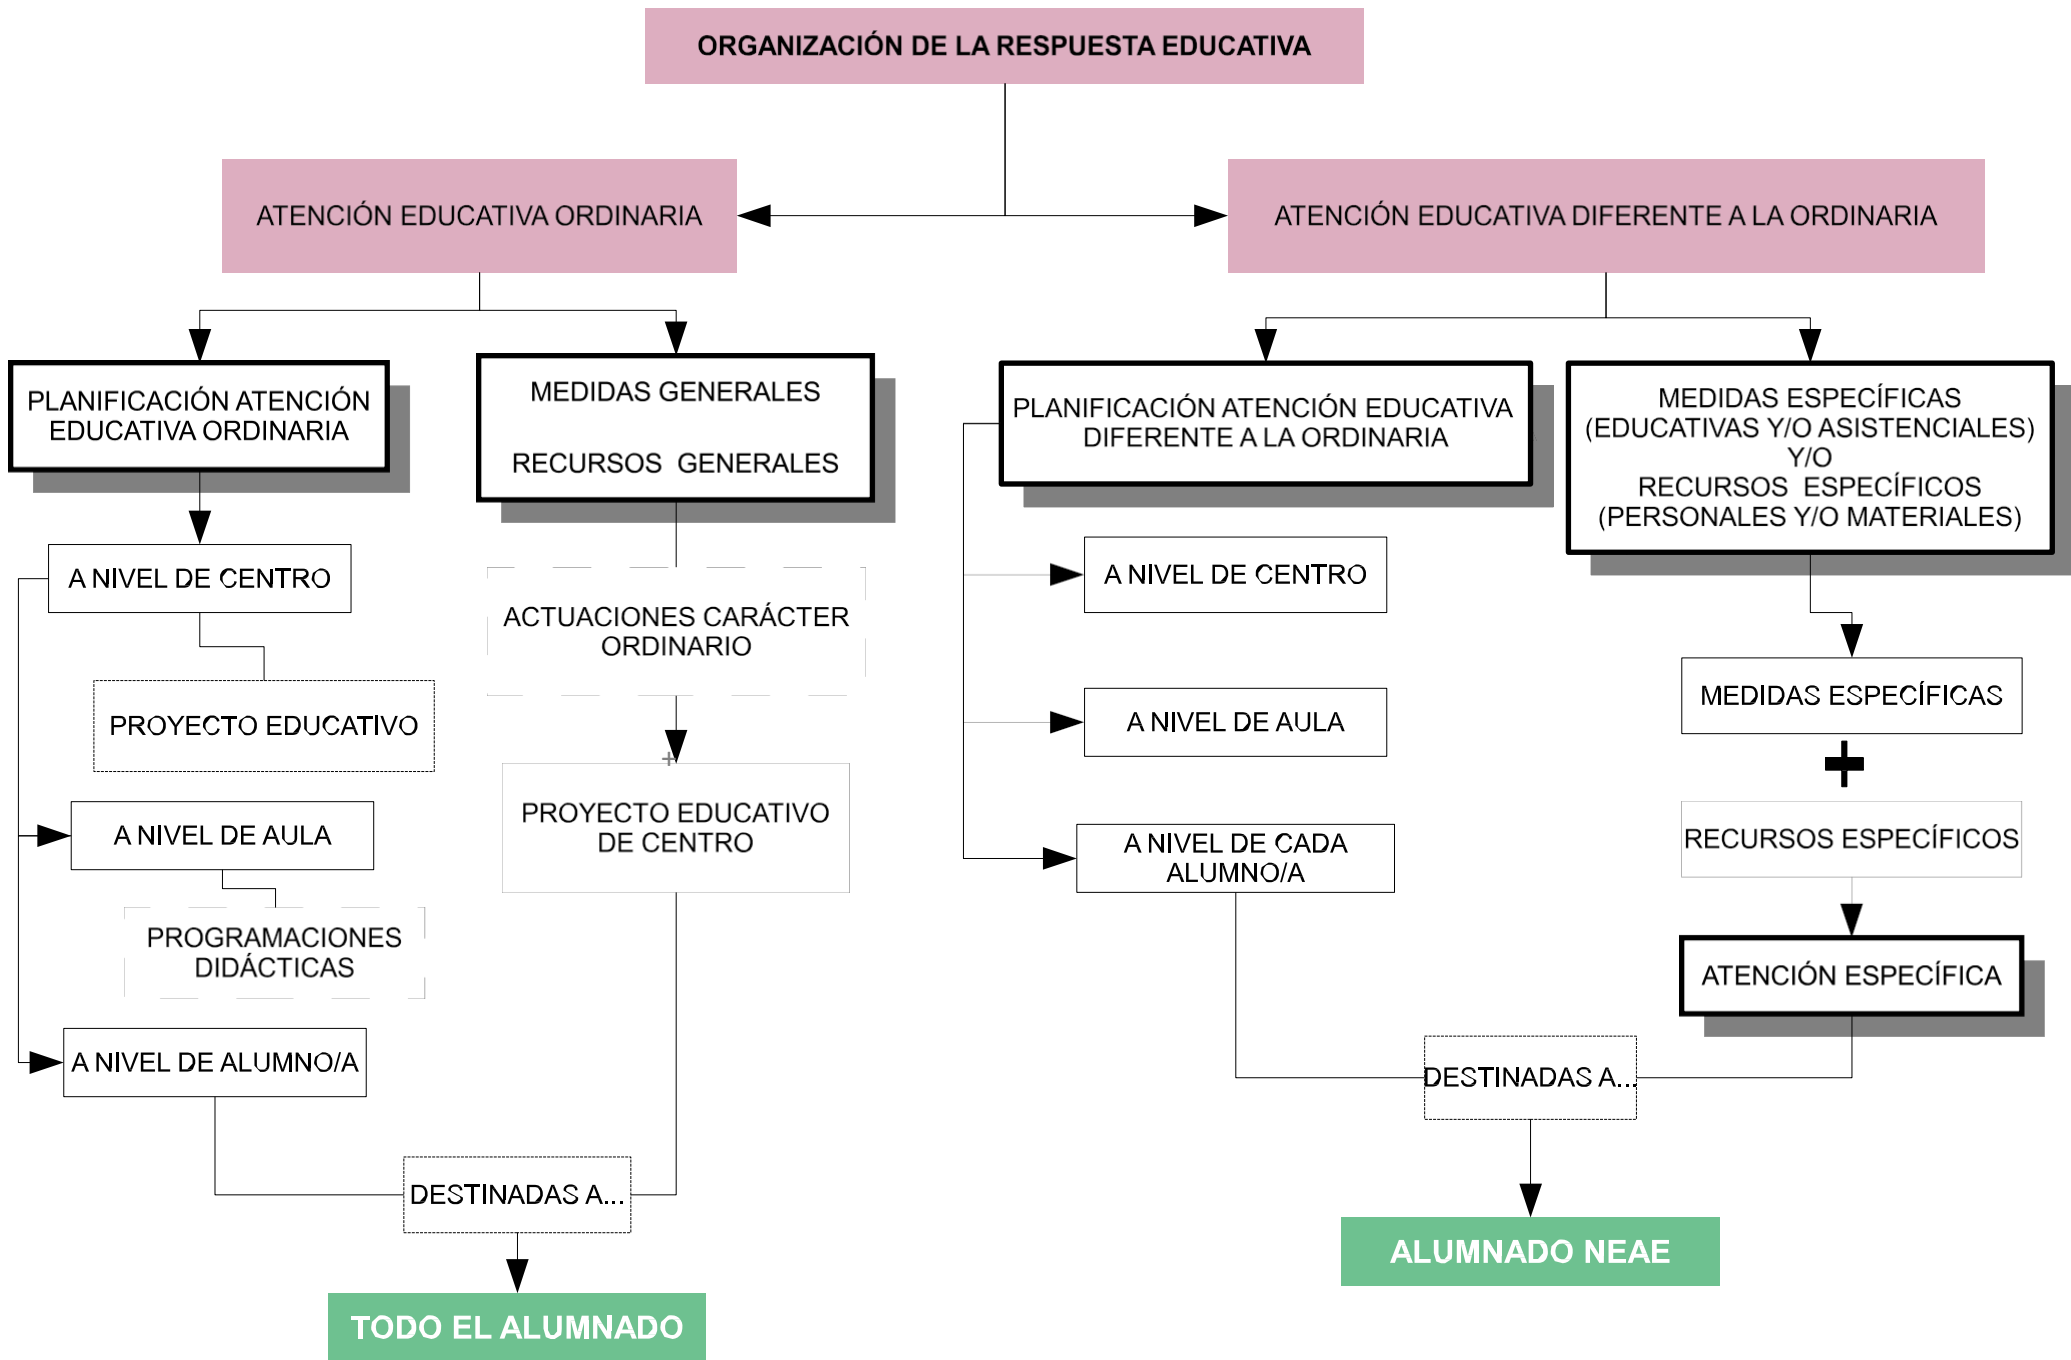 ORGANIZACIÓN DE LA RESPUESTA EDUCATIVA
ATENCIÓN EDUCATIVA ORDINARIA
ATENCIÓN EDUCATIVA DIFERENTE A LA ORDINARIA
PLANIFICACIÓN ATENCIÓN
EDUCATIVA ORDINARIA
MEDIDAS GENERALES
RECURSOS GENERALES
PLANIFICACIÓN ATENCIÓN EDUCATIVA
DIFERENTE A LA ORDINARIA
MEDIDAS ESPECÍFICAS
(EDUCATIVAS Y/O ASISTENCIALES)
Y/O
RECURSOS ESPECÍFICOS
(PERSONALES Y/O MATERIALES)
A NIVEL DE CENTRO
PROYECTO EDUCATIVO
A NIVEL DE AULA
PROGRAMACIONES
DIDÁCTICAS
A NIVEL DE ALUMNO/A
ACTUACIONES CARÁCTER
ORDINARIO
PROYECTO EDUCATIVO
DE CENTRO
DESTINADAS A...
TODO EL ALUMNADO
A NIVEL DE CENTRO
A NIVEL DE AULA
A NIVEL DE CADA
ALUMNO/A
MEDIDAS ESPECÍFICAS
+
RECURSOS ESPECÍFICOS
ATENCIÓN ESPECÍFICA
DESTINADAS A...
ALUMNADO NEAE